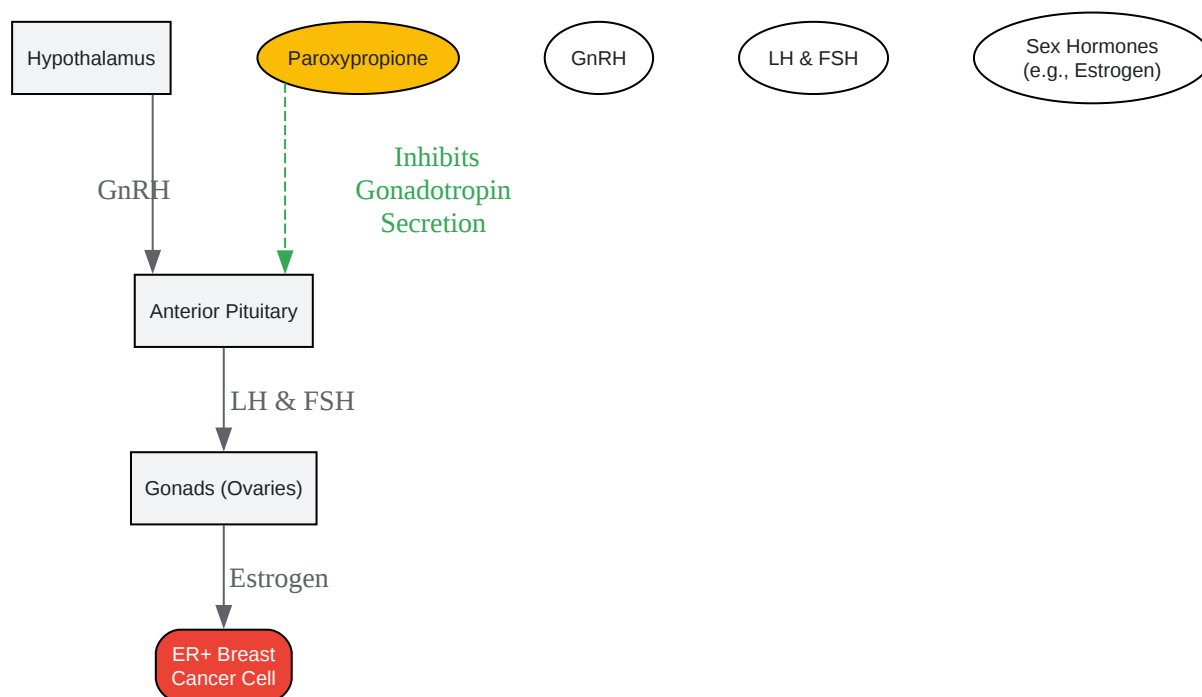 Hypothalamus
Paroxypropione
GnRH
LH & FSH
Sex Hormones
(e.g., Estrogen)
Inhibits
Gonadotropin
Secretion
GnRH
Anterior Pituitary
LH & FSH
Gonads (Ovaries)
Estrogen
ER+ Breast
Cancer Cell